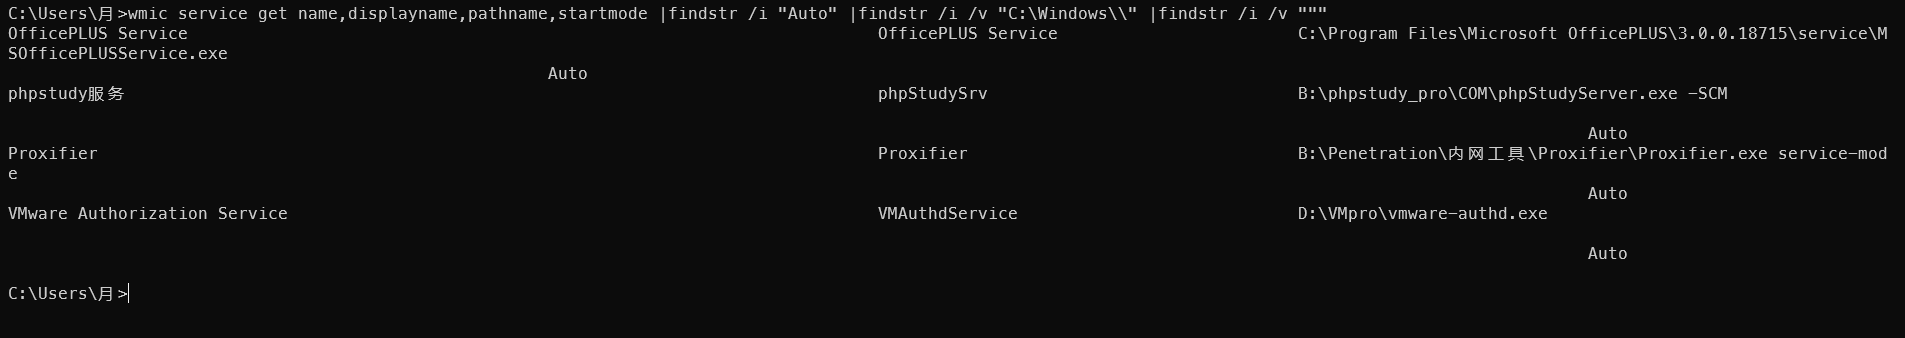 C:\Users\月>wmic service get name,displayname,pathname,startmode |findstr /i "Auto" |findstr /i /v "C:\Windows\\" |findstr /i /v """
OfficePLUS Service OfficePLUS Service C:\Program Files\Microsoft OfficePLUS\3.0.0.18715\service\M
SOfficePLUSService.exe
Auto
phpstudy服务 phpStudySrv B:\phpstudy_pro\COM\phpStudyServer.exe -SCM
Auto
Proxifier Proxifier B:\Penetration\内网工具\Proxifier\Proxifier.exe service-mod
e
Auto
VMware Authorization Service VMAuthdService D:\VMpro\vmware-authd.exe
Auto
C:\Users\月>